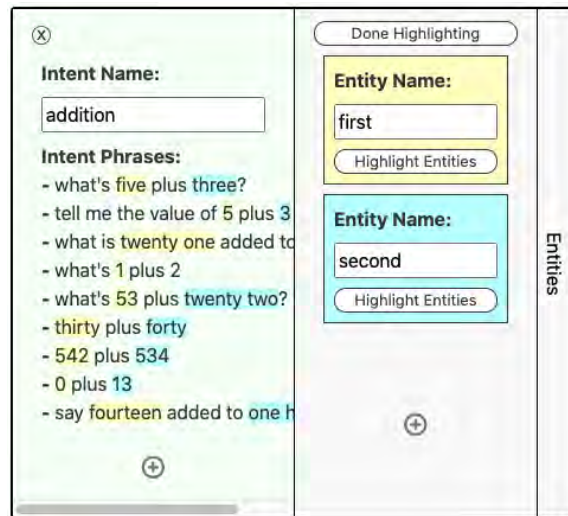 Intent Name:
addition
Intent Phrases:
- what's five plus three?
- tell me the value of 5 plus 3
- what is twenty one added to
- what's 1 plus 2
- what's 53 plus twenty two?
- thirty plus forty
- 542 plus 534
- 0 plus 13
- say fourteen added to one h
Done Highlighting
Entity Name:
first
Highlight Entities
Entity Name:
second
Highlight Entities
Entities